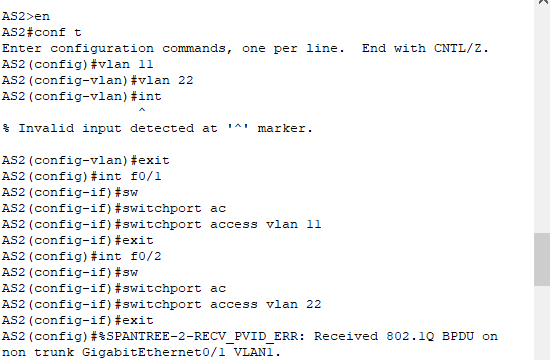 AS2>en
AS2#conf t
Enter configuration commands, one per line.  End with CNTL/Z.
AS2(config)#vlan 11
AS2(config-vlan)#vlan 22
AS2(config-vlan)#int
^
% Invalid input detected at '^' marker.
AS2(config-vlan)#exit
AS2(config)#int f0/1
AS2(config-if)#sw
AS2(config-if)#switchport ac
AS2(config-if)#switchport access vlan 11
AS2(config-if)#exit
AS2(config)#int f0/2
AS2(config-if)#sw
AS2(config-if)#switchport ac
AS2(config-if)#switchport access vlan 22
AS2(config-if)#exit
AS2(config)#%SPANTREE-2-RECV_PVID_ERR: Received 802.1Q BPDU on
non trunk GigabitEthernet0/1 VLAN1.